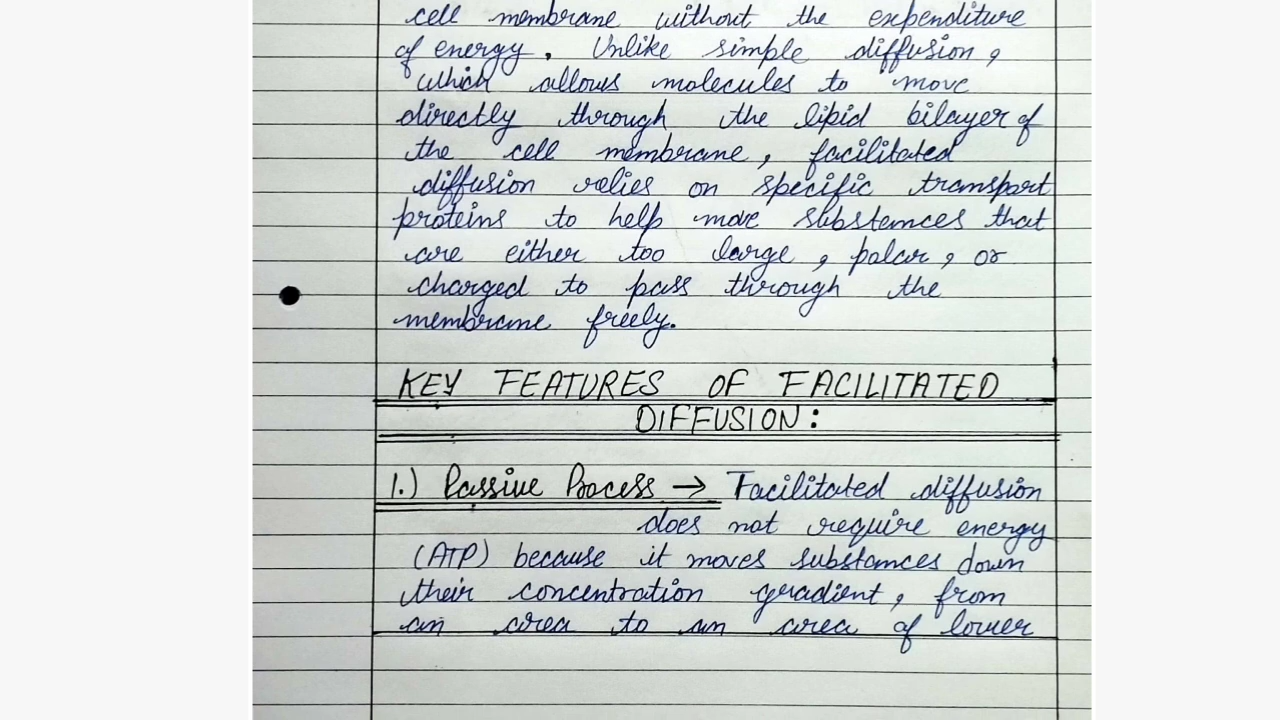 cell membrane without the expenditure
of energy. Unlike simple diffusion,
which allows molecules to move
directly through the lipid bilayer of
the cell membrane, facilitated
diffusion relies on specific transport
proteins to help move substances that
are either too large, polar, or
charged to pass through the
membrane freely.
KEY FEATURES OF FACILITATED
DIFFUSION:
1.) Passive Process → Facilitated diffusion
does not require energy
(ATP) because it moves substances down
their concentration gradient, from
an area to an area of lower